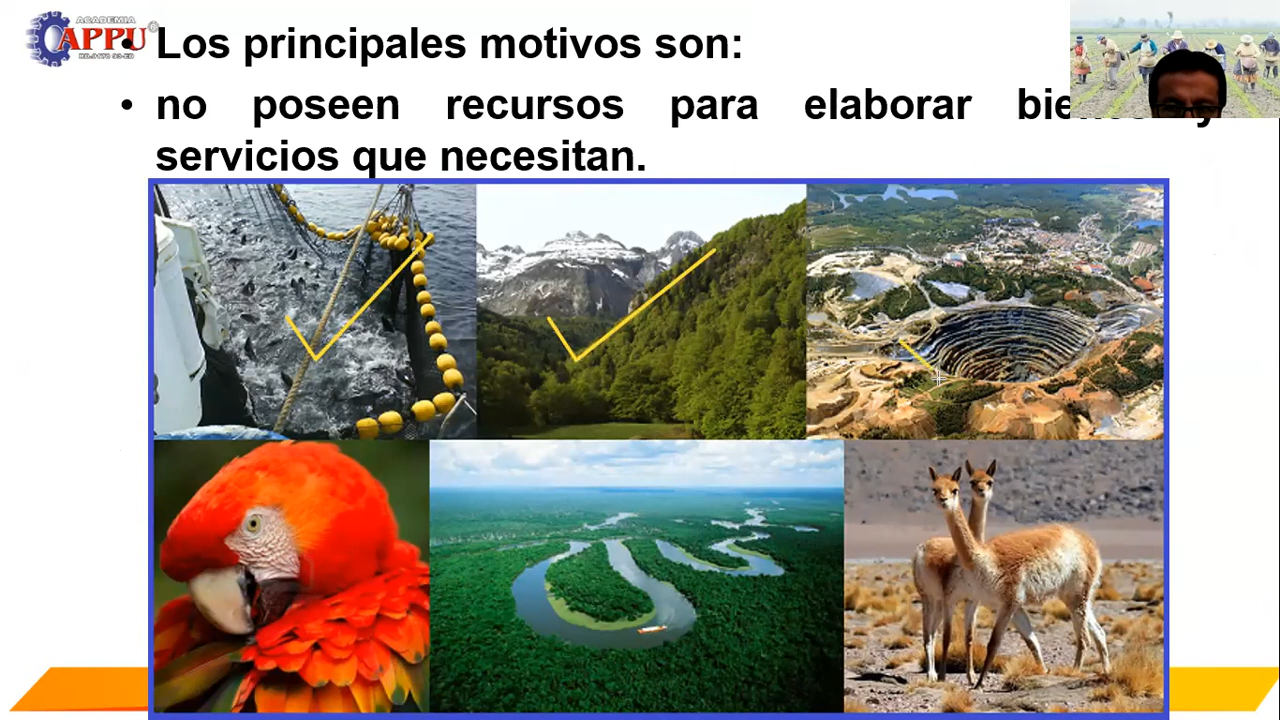 ACADEMIA
APPU
Los principales motivos son:
• no poseen recursos para elaborar
servicios que necesitan.